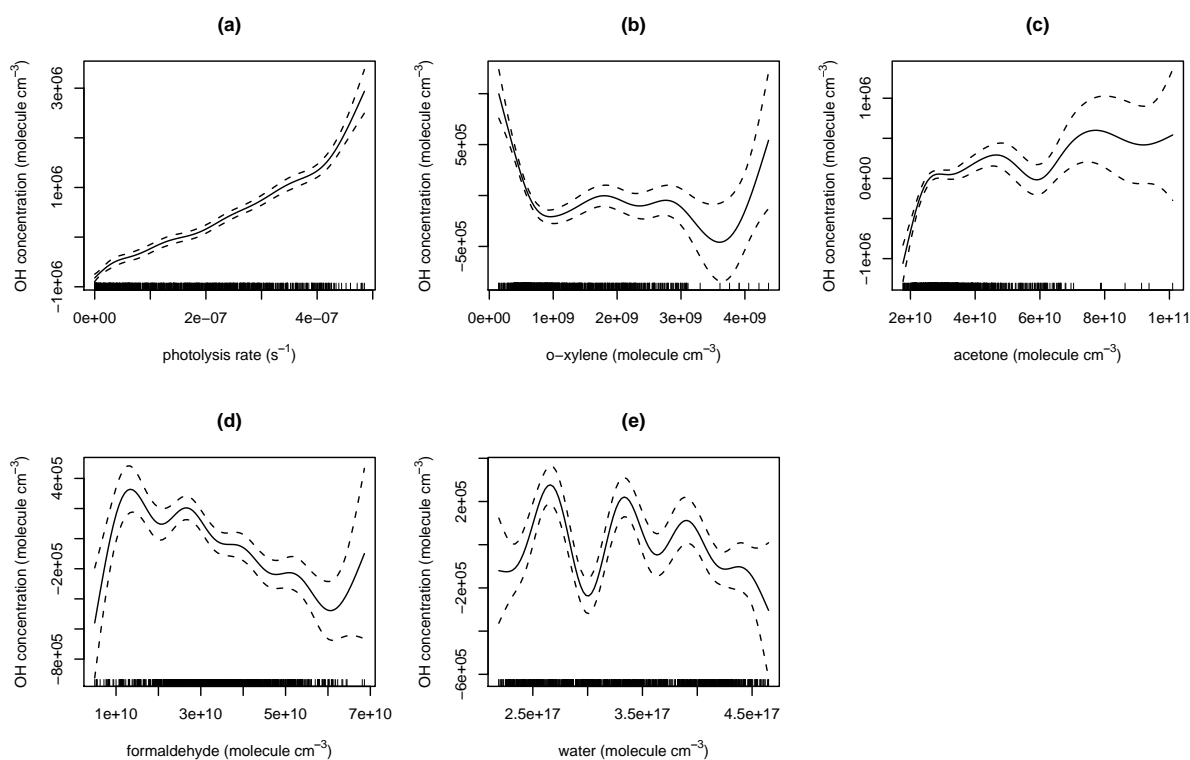 (a)
OH concentration (molecule cm⁻³)
3e+06
1e+06
−1e+06
0e+00 2e−07 4e−07
photolysis rate (s⁻¹)
(b)
OH concentration (molecule cm⁻³)
5e+05
−5e+05
0e+00 1e+09 2e+09 3e+09 4e+09
o−xylene (molecule cm⁻³)
(c)
OH concentration (molecule cm⁻³)
1e+06
0e+00
−1e+06
2e+10 4e+10 6e+10 8e+10 1e+11
acetone (molecule cm⁻³)
(d)
OH concentration (molecule cm⁻³)
4e+05
−2e+05
−8e+05
1e+10 3e+10 5e+10 7e+10
formaldehyde (molecule cm⁻³)
(e)
OH concentration (molecule cm⁻³)
2e+05
−2e+05
−6e+05
2.5e+17 3.5e+17 4.5e+17
water (molecule cm⁻³)